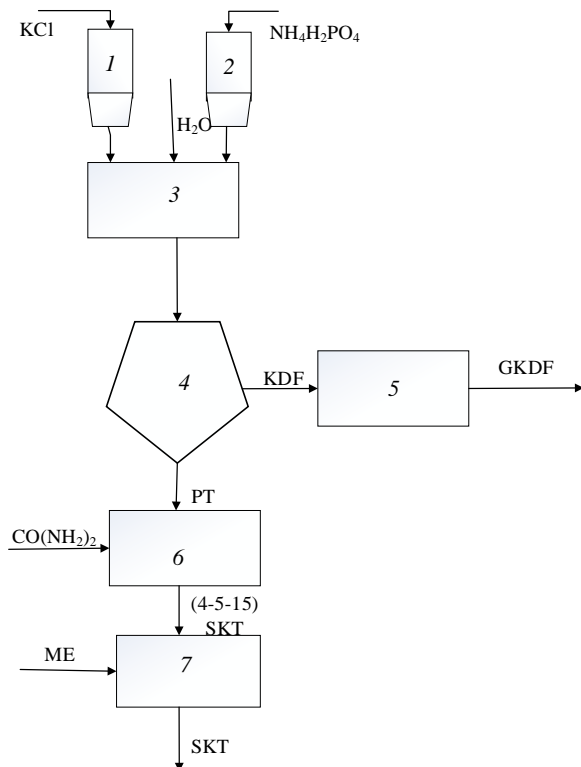 KCl
NH₄H₂PO₄
1
2
H₂O
3
4
KDF
5
GKDF
PT
CO(NH₂)₂
6
(4-5-15)
SKT
ME
7
SKT